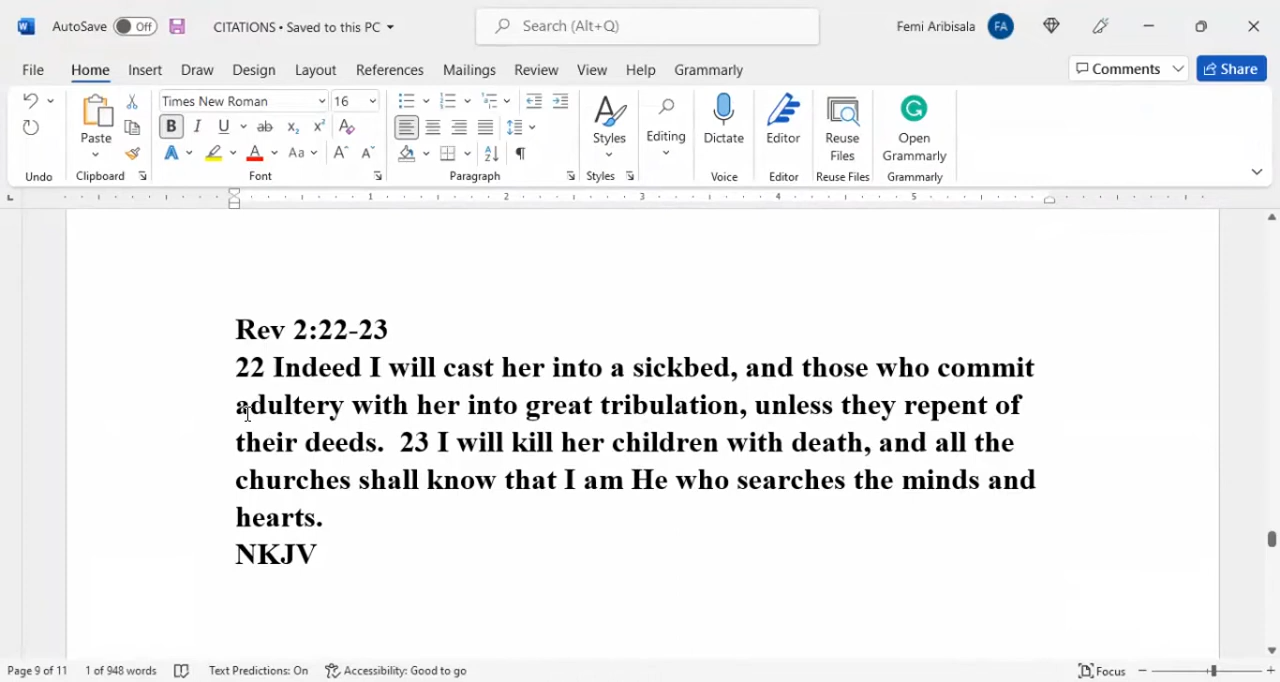 AutoSave Off CITATIONS • Saved to this PC Search (Alt+Q) Femi Aribisala FA
File Home Insert Draw Design Layout References Mailings Review View Help Grammarly Comments Share
Times New Roman 16
Paste B I U ab x₂ x² A Styles Editing Dictate Editor Reuse Files Open Grammarly
A A Aa A A
Undo Clipboard Font Paragraph Styles Voice Editor Reuse Files Grammarly
1 2 3 4 5
Rev 2:22-23
22 Indeed I will cast her into a sickbed, and those who commit
adultery with her into great tribulation, unless they repent of
their deeds.  23 I will kill her children with death, and all the
churches shall know that I am He who searches the minds and
hearts.
NKJV
Page 9 of 11 1 of 948 words Text Predictions: On Accessibility: Good to go Focus